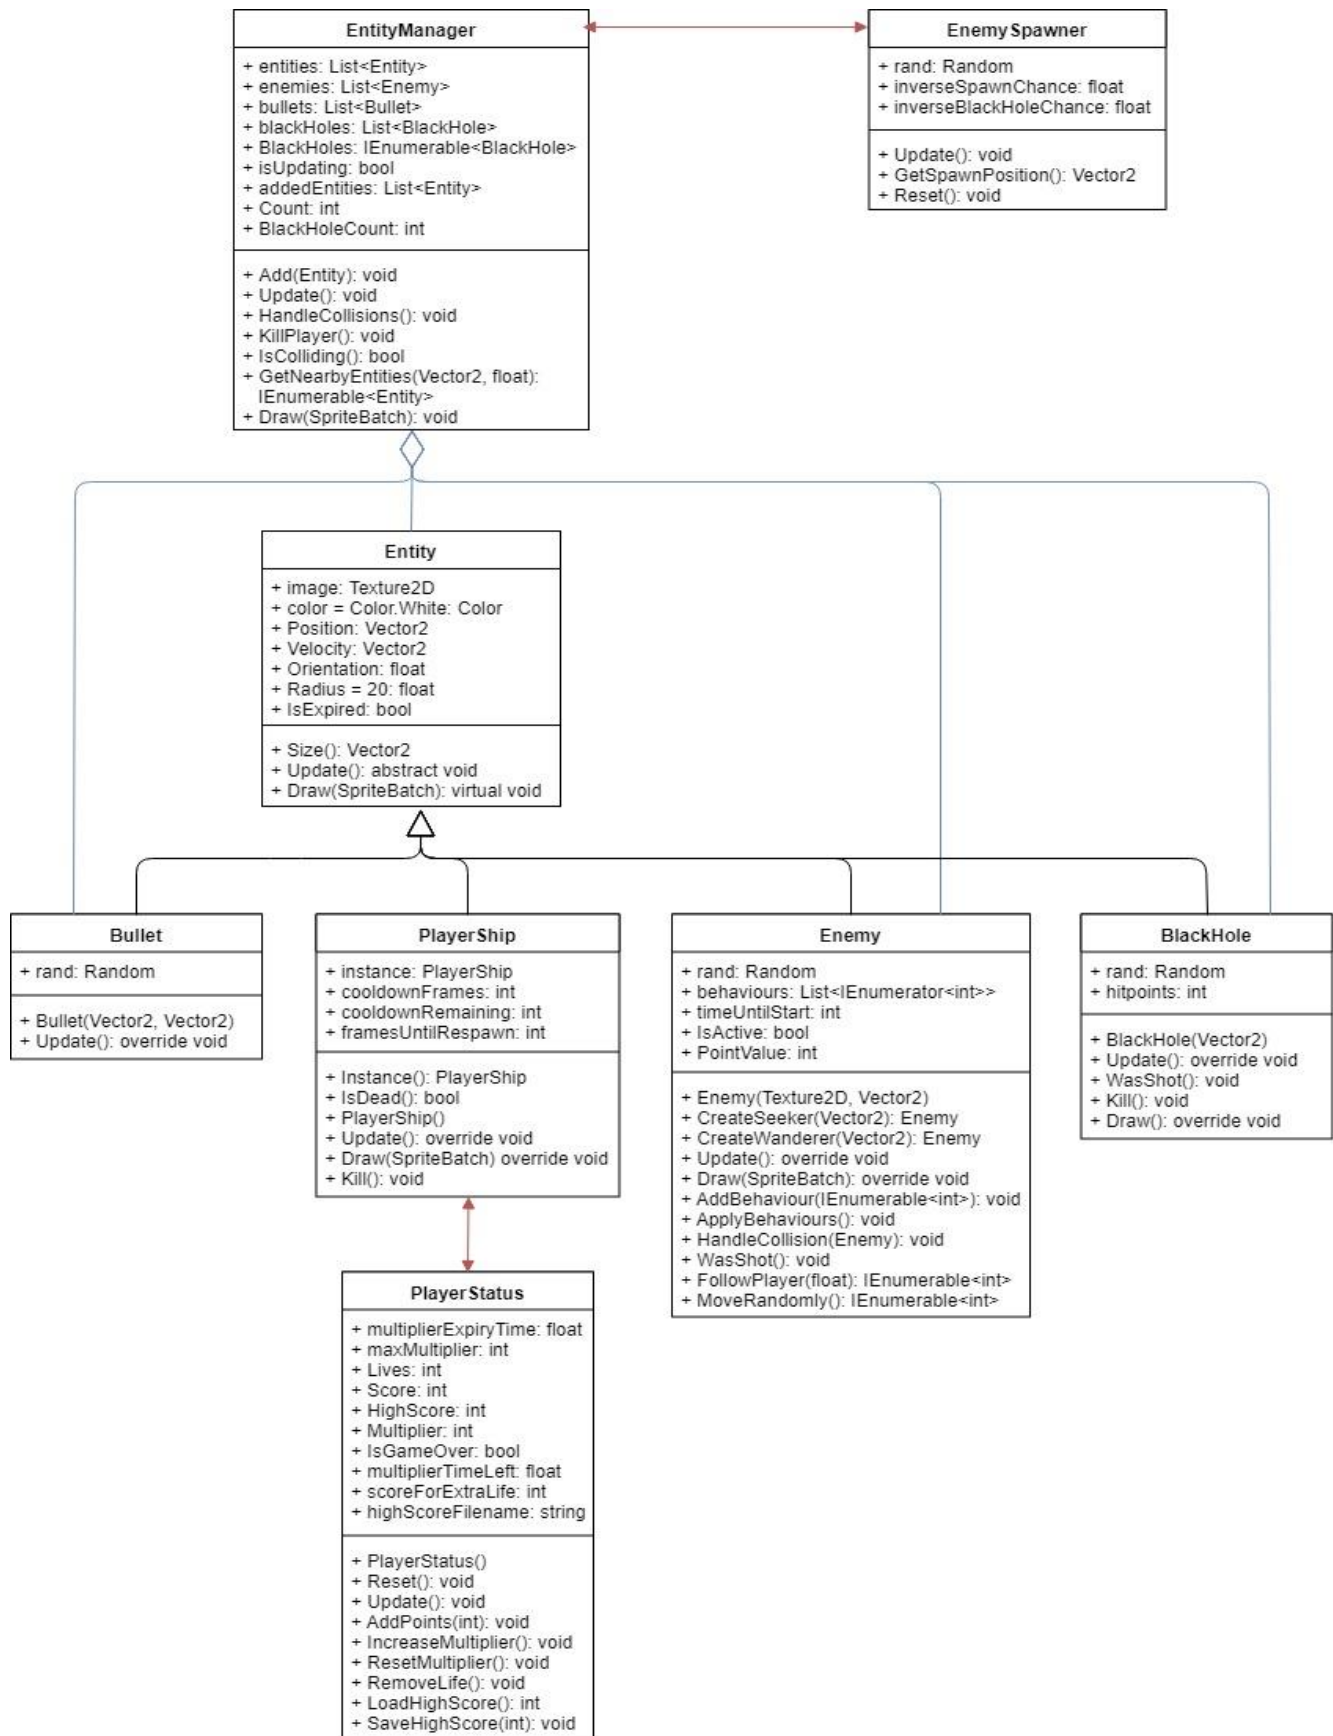 EntityManager
+ entities: List<Entity>
+ enemies: List<Enemy>
+ bullets: List<Bullet>
+ blackHoles: List<BlackHole>
+ BlackHoles: IEnumerable<BlackHole>
+ isUpdating: bool
+ addedEntities: List<Entity>
+ Count: int
+ BlackHoleCount: int
+ Add(Entity): void
+ Update(): void
+ HandleCollisions(): void
+ KillPlayer(): void
+ IsColliding(): bool
+ GetNearbyEntities(Vector2, float):
IEnumerable<Entity>
+ Draw(SpriteBatch): void
EnemySpawner
+ rand: Random
+ inverseSpawnChance: float
+ inverseBlackHoleChance: float
+ Update(): void
+ GetSpawnPosition(): Vector2
+ Reset(): void
Entity
+ image: Texture2D
+ color = Color.White: Color
+ Position: Vector2
+ Velocity: Vector2
+ Orientation: float
+ Radius = 20: float
+ IsExpired: bool
+ Size(): Vector2
+ Update(): abstract void
+ Draw(SpriteBatch): virtual void
Bullet
+ rand: Random
+ Bullet(Vector2, Vector2)
+ Update(): override void
PlayerShip
+ instance: PlayerShip
+ cooldownFrames: int
+ cooldownRemaining: int
+ framesUntilRespawn: int
+ Instance(): PlayerShip
+ IsDead(): bool
+ PlayerShip()
+ Update(): override void
+ Draw(SpriteBatch) override void
+ Kill(): void
Enemy
+ rand: Random
+ behaviours: List<IEnumerator<int>>
+ timeUntilStart: int
+ IsActive: bool
+ PointValue: int
+ Enemy(Texture2D, Vector2)
+ CreateSeeker(Vector2): Enemy
+ CreateWanderer(Vector2): Enemy
+ Update(): override void
+ Draw(SpriteBatch): override void
+ AddBehaviour(IEnumerable<int>): void
+ ApplyBehaviours(): void
+ HandleCollision(Enemy): void
+ WasShot(): void
+ FollowPlayer(float): IEnumerable<int>
+ MoveRandomly(): IEnumerable<int>
BlackHole
+ rand: Random
+ hitpoints: int
+ BlackHole(Vector2)
+ Update(): override void
+ WasShot(): void
+ Kill(): void
+ Draw(): override void
PlayerStatus
+ multiplierExpiryTime: float
+ maxMultiplier: int
+ Lives: int
+ Score: int
+ HighScore: int
+ Multiplier: int
+ IsGameOver: bool
+ multiplierTimeLeft: float
+ scoreForExtraLife: int
+ highScoreFilename: string
+ PlayerStatus()
+ Reset(): void
+ Update(): void
+ AddPoints(int): void
+ IncreaseMultiplier(): void
+ ResetMultiplier(): void
+ RemoveLife(): void
+ LoadHighScore(): int
+ SaveHighScore(int): void